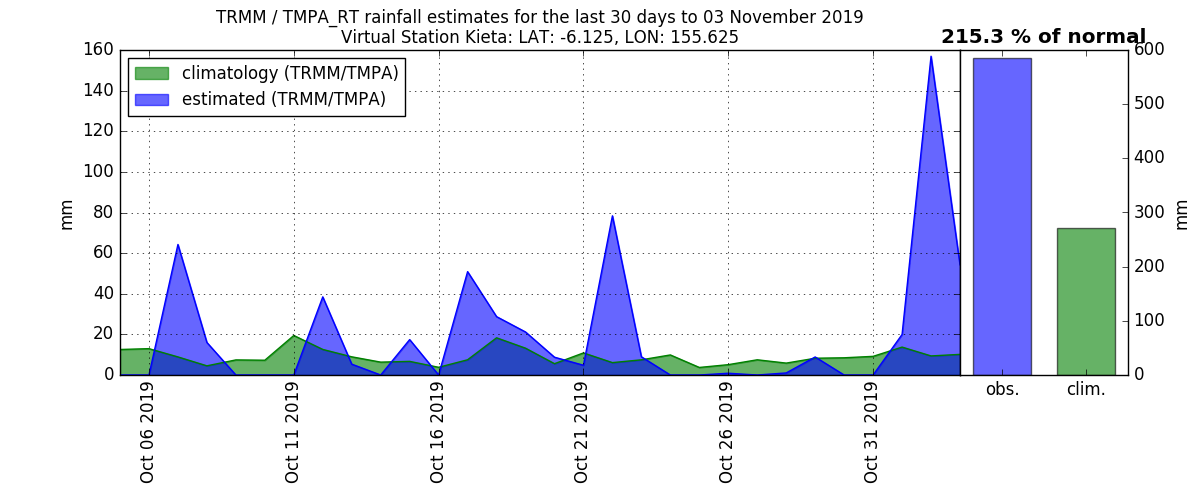 TRMM / TMPA_RT rainfall estimates for the last 30 days to 03 November 2019
Virtual Station Kieta: LAT: -6.125, LON: 155.625
215.3 % of normal
climatology (TRMM/TMPA)
estimated (TRMM/TMPA)
160
140
120
100
80
60
40
20
0
mm
600
500
400
300
200
100
0
mm
Oct 06 2019
Oct 11 2019
Oct 16 2019
Oct 21 2019
Oct 26 2019
Oct 31 2019
obs.
clim.